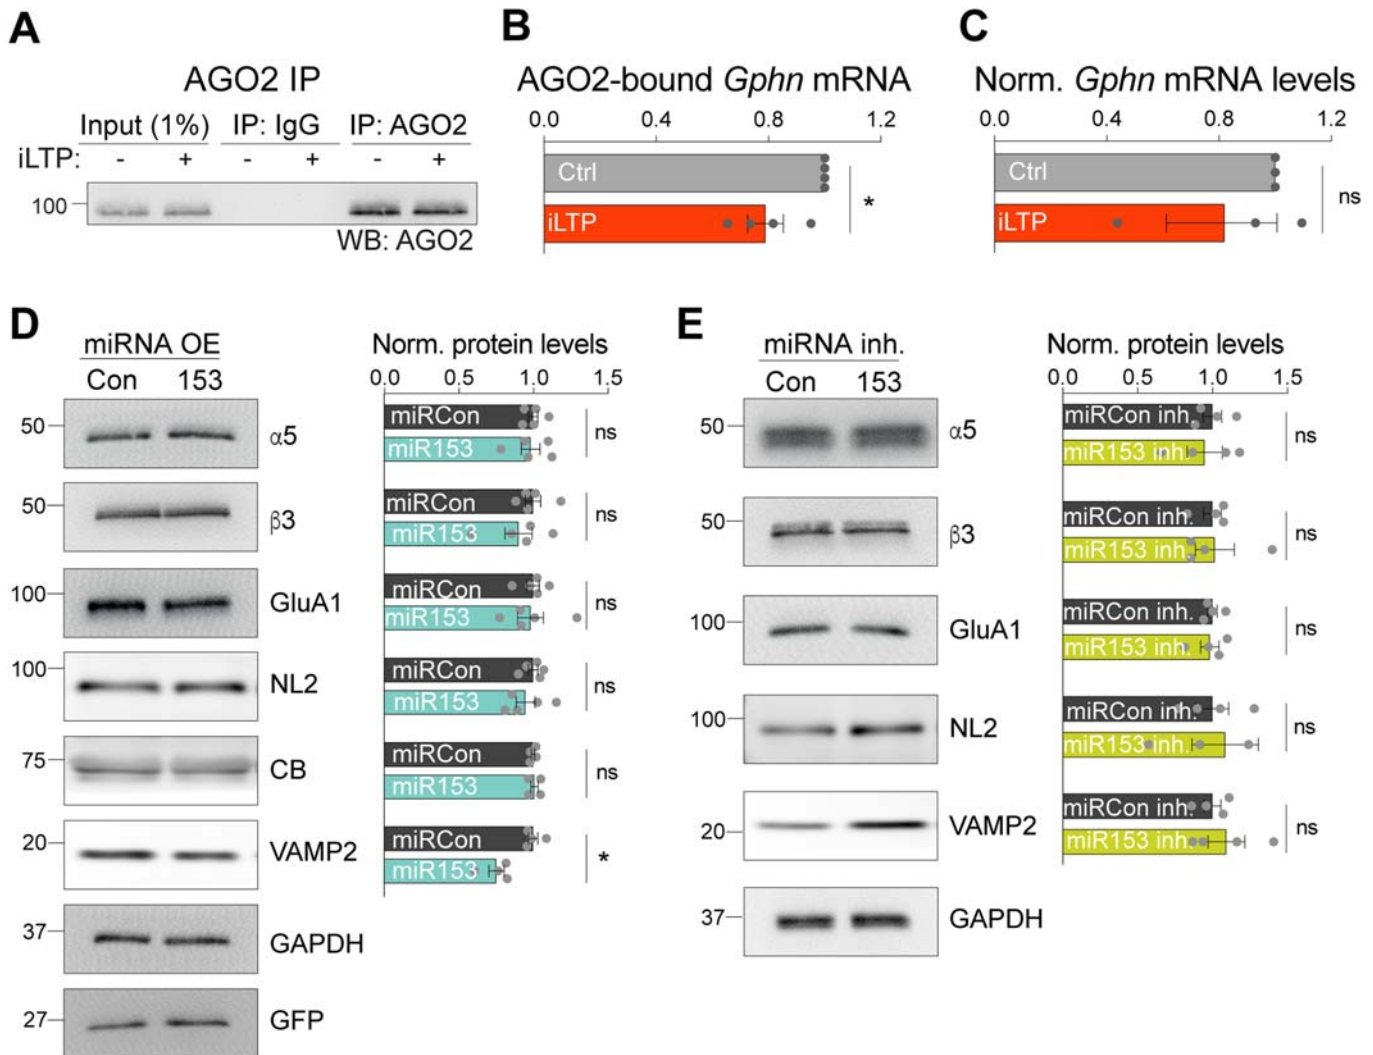 A
AGO2 IP
Input (1%) IP: IgG IP: AGO2
iLTP: - + - + - +
100
WB: AGO2
B
AGO2-bound Gphn mRNA
0.0 0.4 0.8 1.2
Ctrl
iLTP
*
C
Norm. Gphn mRNA levels
0.0 0.4 0.8 1.2
Ctrl
iLTP
ns
D
miRNA OE
Con 153
50
α5
50
β3
100
GluA1
100
NL2
75
CB
20
VAMP2
37
GAPDH
27
GFP
Norm. protein levels
0.0 0.5 1.0 1.5
miRCon
miR153
ns
miRCon
miR153
ns
miRCon
miR153
ns
miRCon
miR153
ns
miRCon
miR153
ns
miRCon
miR153
*
E
miRNA inh.
Con 153
50
α5
50
β3
100
GluA1
100
NL2
20
VAMP2
37
GAPDH
Norm. protein levels
0.0 0.5 1.0 1.5
miRCon inh.
miR153 inh.
ns
miRCon inh.
miR153 inh.
ns
miRCon inh.
miR153 inh.
ns
miRCon inh.
miR153 inh.
ns
miRCon inh.
miR153 inh.
ns